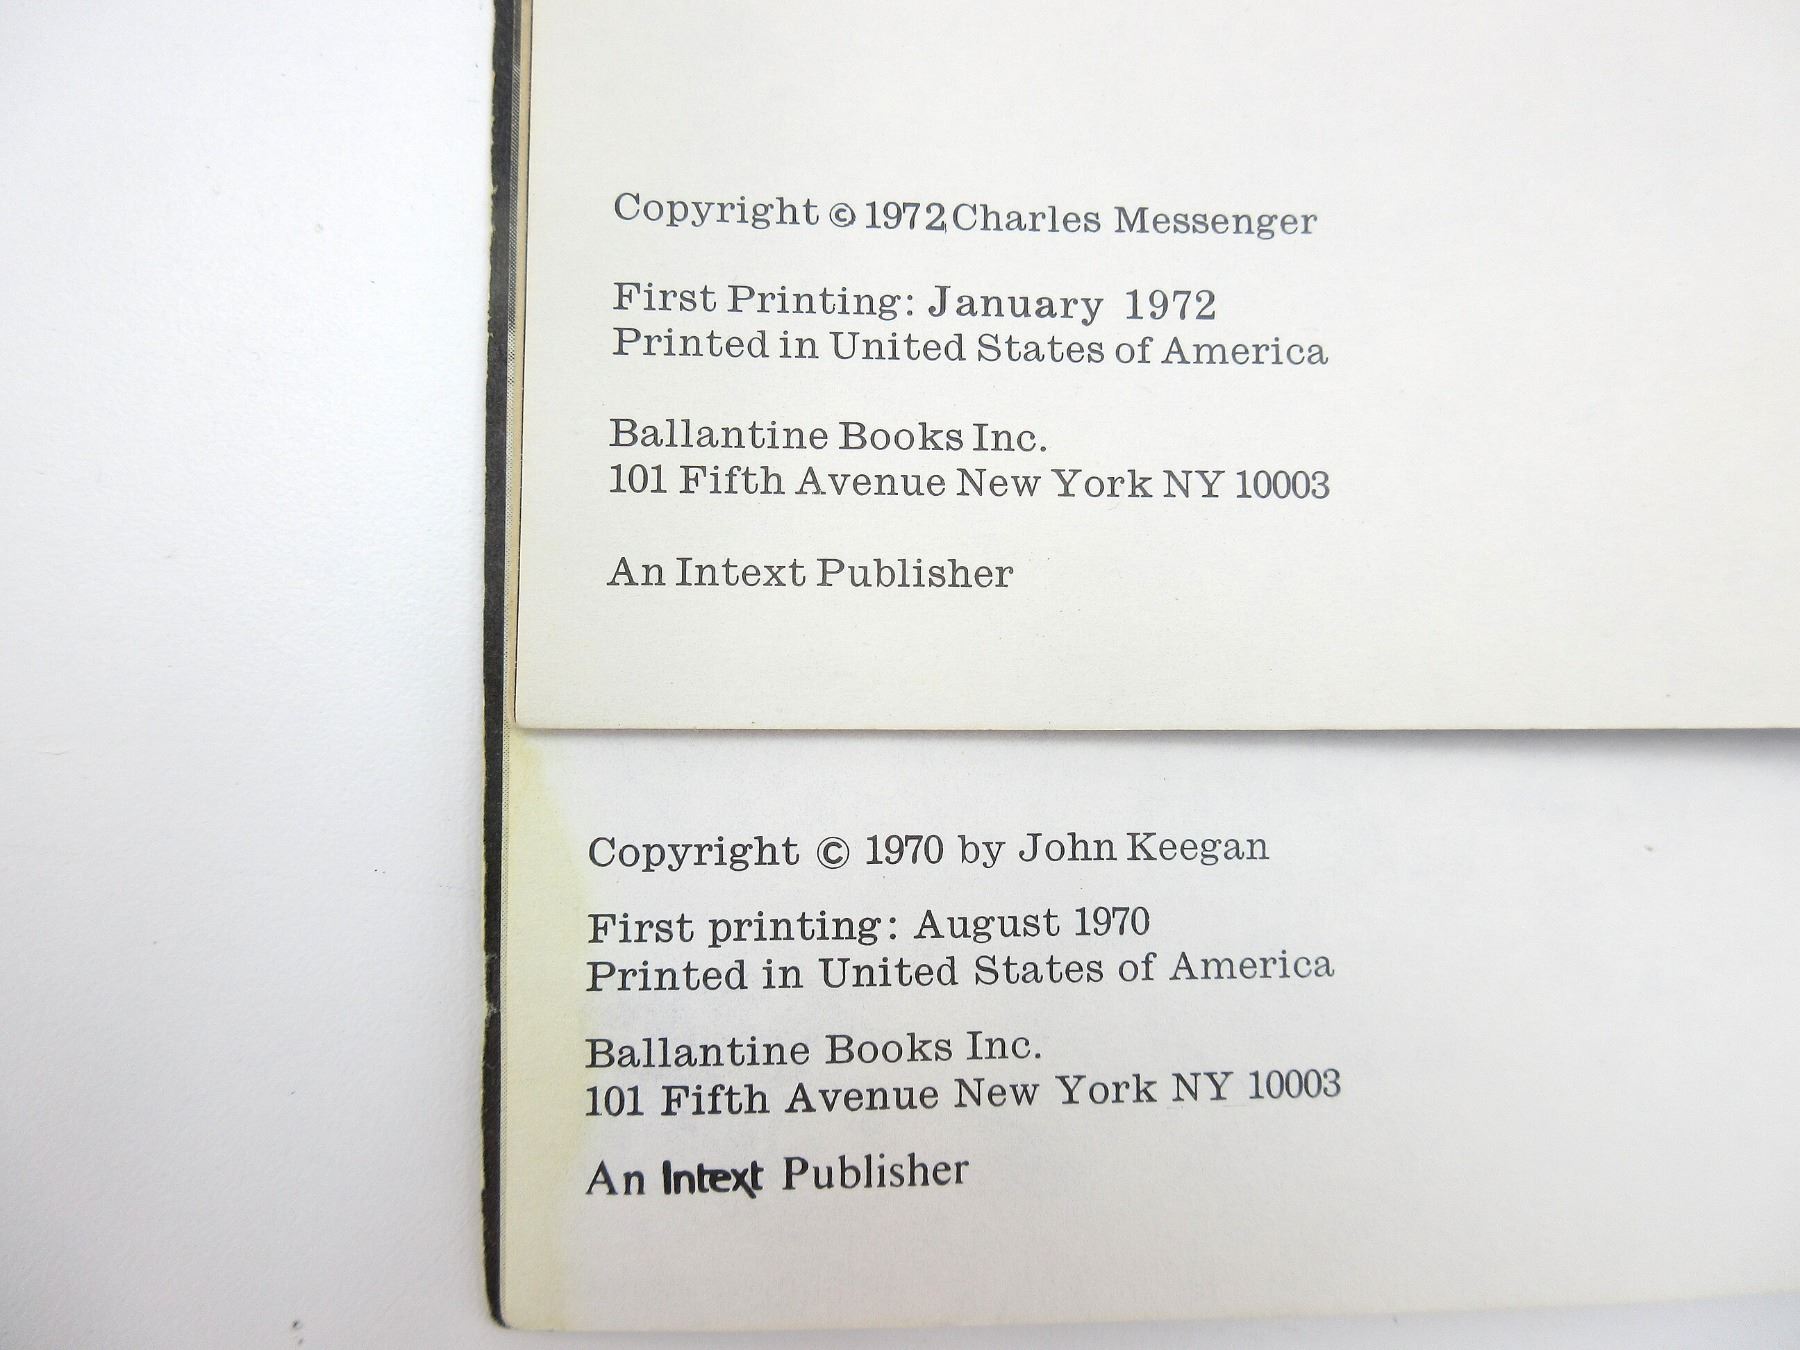 Copyright © 1972 Charles Messenger
First Printing: January 1972
Printed in United States of America
Ballantine Books Inc.
101 Fifth Avenue New York NY 10003
An Intext Publisher
Copyright © 1970 by John Keegan
First printing: August 1970
Printed in United States of America
Ballantine Books Inc.
101 Fifth Avenue New York NY 10003
An Intext Publisher